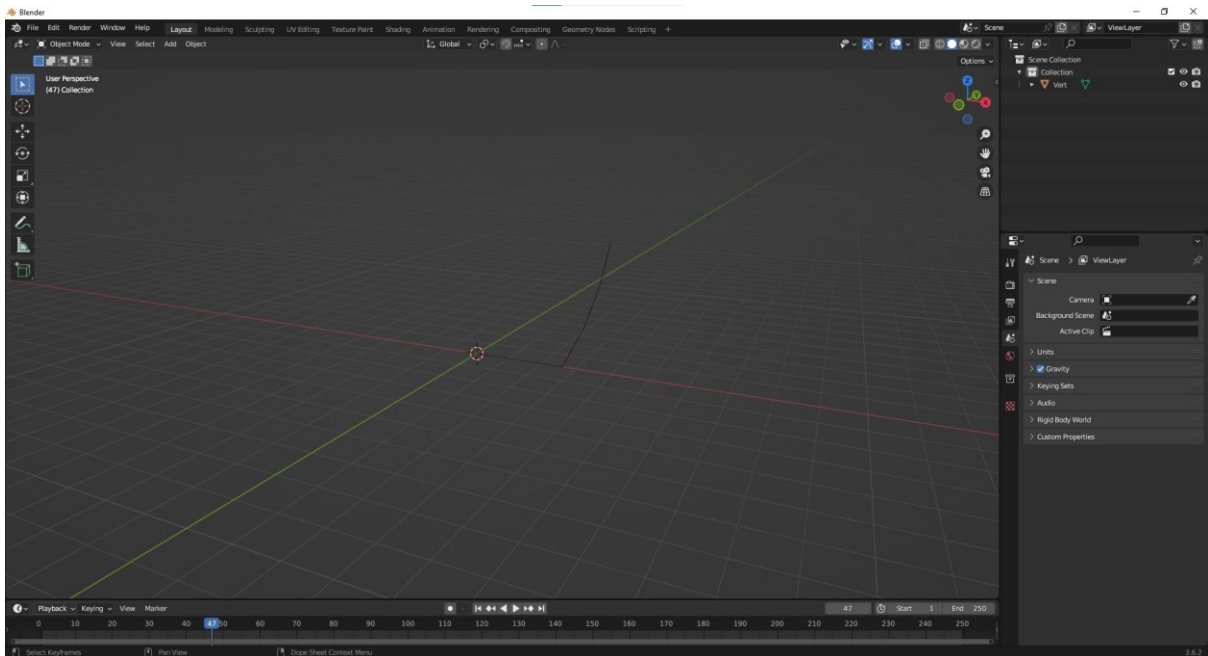 Blender
File Edit Render Window Help Layout Modeling Sculpting UV Editing Texture Paint Shading Animation Rendering Compositing Geometry Nodes Scripting + Scene ViewLayer
Object Mode View Select Add Object Global
Options
User Perspective
(47) Collection
Z
Y
X
Scene Collection
Collection
Vert
Scene > ViewLayer
Scene
Camera
Background Scene
Active Clip
Units
Gravity
Keying Sets
Audio
Rigid Body World
Custom Properties
Playback Keying View Marker 47 Start 1 End 250
0 10 20 30 40 47 50 60 70 80 90 100 110 120 130 140 150 160 170 180 190 200 210 220 230 240 250
Select Keyframes Pan View Dope Sheet Context Menu 3.6.2